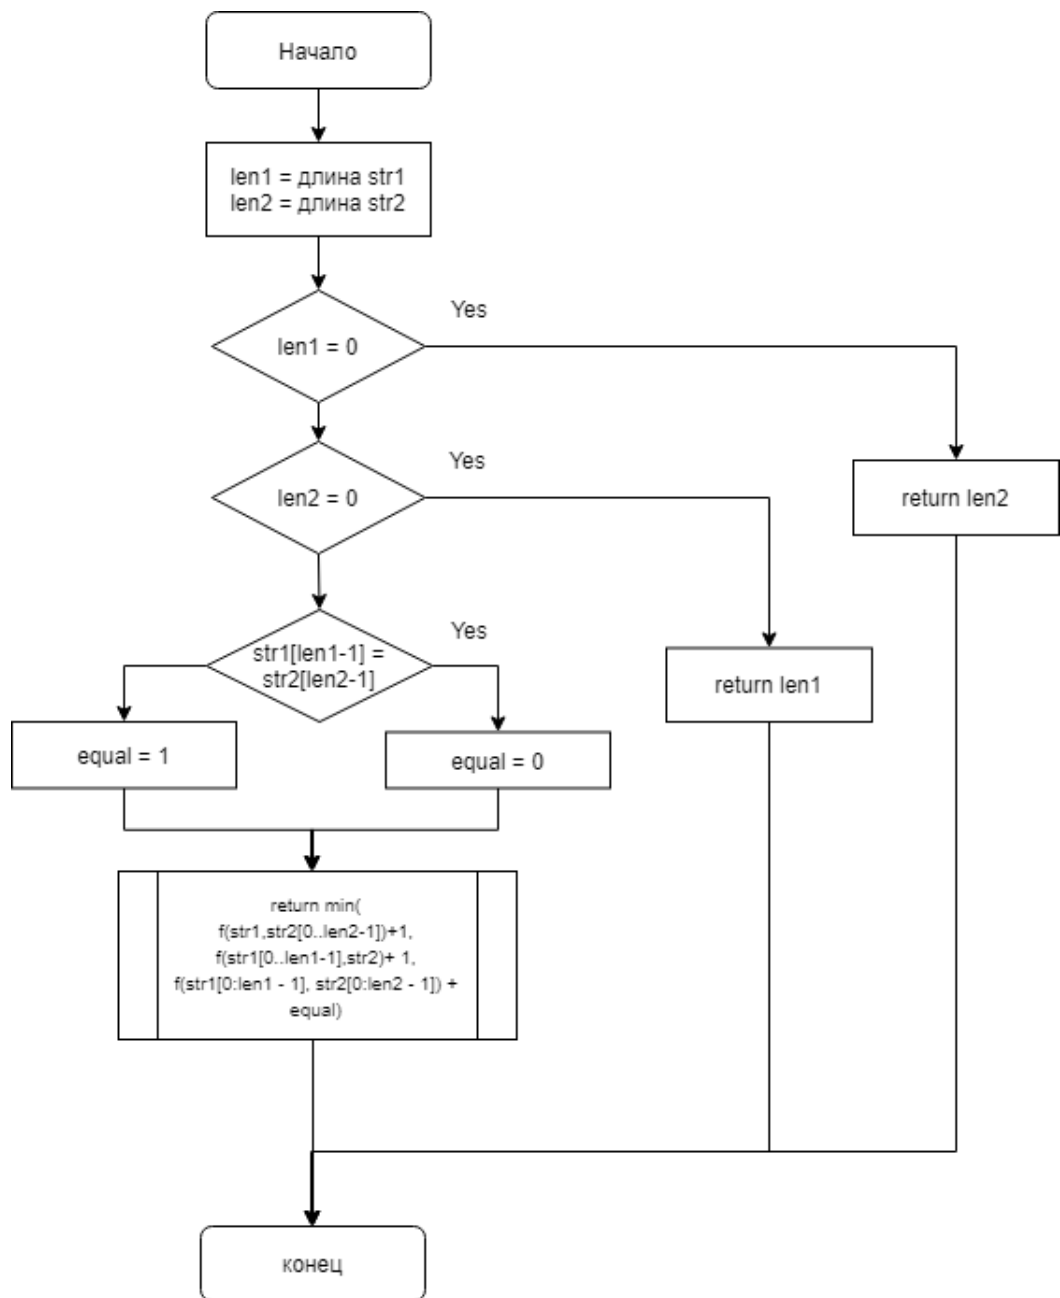 Начало
len1 = длина str1
len2 = длина str2
Yes
len1 = 0
Yes
len2 = 0
return len2
Yes
str1[len1-1] =
str2[len2-1]
return len1
equal = 1
equal = 0
return min(
f(str1,str2[0..len2-1])+1,
f(str1[0..len1-1],str2)+ 1,
f(str1[0:len1 - 1], str2[0:len2 - 1]) +
equal)
конец